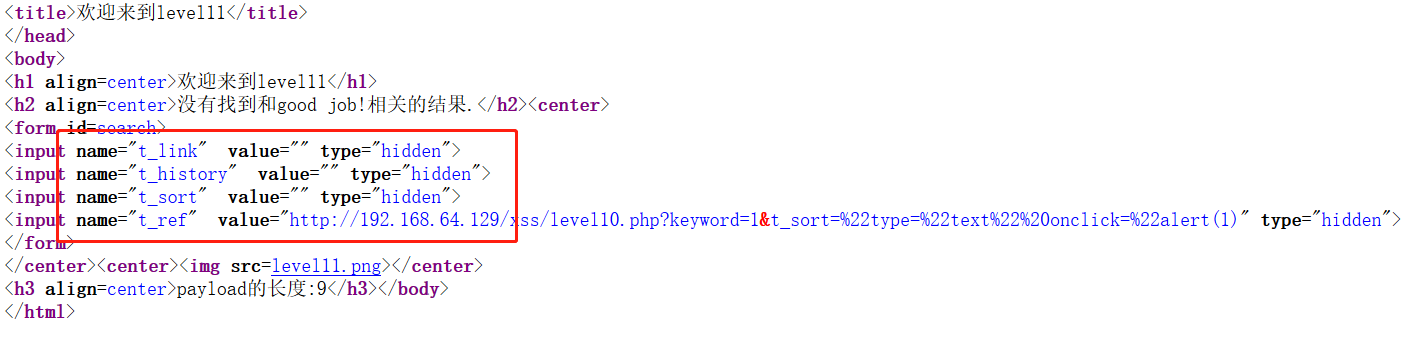 <title>欢迎来到level11</title>
</head>
<body>
<h1 align=center>欢迎来到level11</h1>
<h2 align=center>没有找到和good job!相关的结果.</h2><center>
<form id=search>
<input name="t_link"  value="" type="hidden">
<input name="t_history"  value="" type="hidden">
<input name="t_sort"  value="" type="hidden">
<input name="t_ref"  value="http://192.168.64.129/xss/level10.php?keyword=1&t_sort=%22type=%22text%22%20onclick=%22alert(1)" type="hidden">
</form>
</center><center><img src=level11.png></center>
<h3 align=center>payload的长度:9</h3></body>
</html>